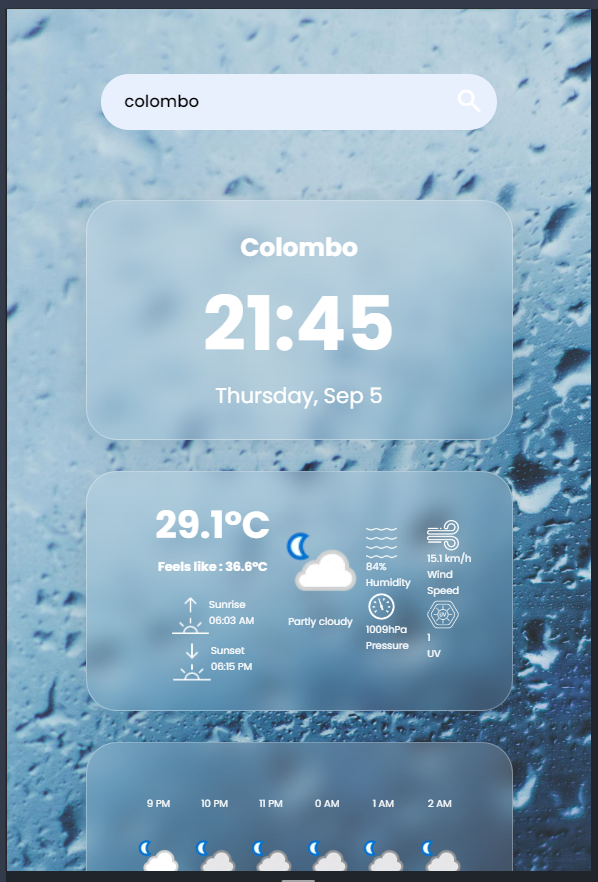 colombo
Colombo
21:45
Thursday, Sep 5
29.1°C
Feels like : 36.6°C
Sunrise
06:03 AM
Sunset
06:15 PM
Partly cloudy
84%
Humidity
1009hPa
Pressure
15.1 km/h
Wind
Speed
UV
1
UV
9 PM 10 PM 11 PM 0 AM 1 AM 2 AM